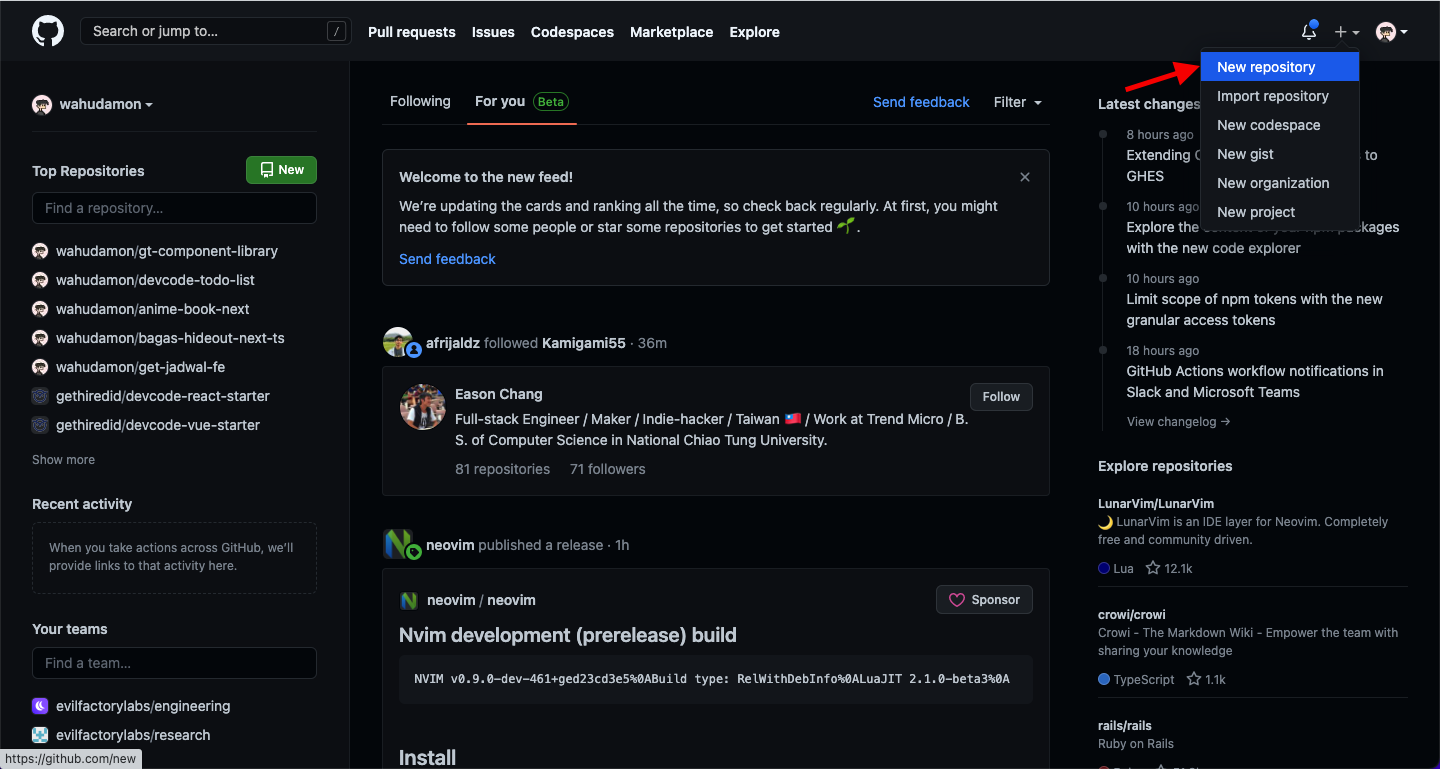 Search or jump to...
/
Pull requests
Issues
Codespaces
Marketplace
Explore
New repository
Import repository
New codespace
New gist
New organization
New project
wahudamon
Top Repositories
New
Find a repository...
wahudamon/gt-component-library
wahudamon/devcode-todo-list
wahudamon/anime-book-next
wahudamon/bagas-hideout-next-ts
wahudamon/get-jadwal-fe
gethiredid/devcode-react-starter
gethiredid/devcode-vue-starter
Show more
Recent activity
When you take actions across GitHub, we'll
provide links to that activity here.
Your teams
Find a team...
evilfactorylabs/engineering
evilfactorylabs/research
https://github.com/new
Following
For you Beta
Send feedback
Filter
Welcome to the new feed!
We're updating the cards and ranking all the time, so check back regularly. At first, you might
need to follow some people or star some repositories to get started 🌱.
Send feedback
afrijaldz followed Kamigami55 · 36m
Eason Chang
Follow
Full-stack Engineer / Maker / Indie-hacker / Taiwan 🇹🇼 / Work at Trend Micro / B.
S. of Computer Science in National Chiao Tung University.
81 repositories 71 followers
neovim published a release · 1h
neovim / neovim
Sponsor
Nvim development (prerelease) build
NVIM v0.9.0-dev-461+ged23cd3e5%0ABuild type: RelWithDebInfo%0ALuaJIT 2.1.0-beta3%0A
Install
Latest changes
8 hours ago
Extending to
GHES
10 hours ago
Explore the packages
with the new code explorer
10 hours ago
Limit scope of npm tokens with the new
granular access tokens
18 hours ago
GitHub Actions workflow notifications in
Slack and Microsoft Teams
View changelog →
Explore repositories
LunarVim/LunarVim
🌙 LunarVim is an IDE layer for Neovim. Completely
free and community driven.
Lua 12.1k
crowi/crowi
Crowi - The Markdown Wiki - Empower the team with
sharing your knowledge
TypeScript 1.1k
rails/rails
Ruby on Rails